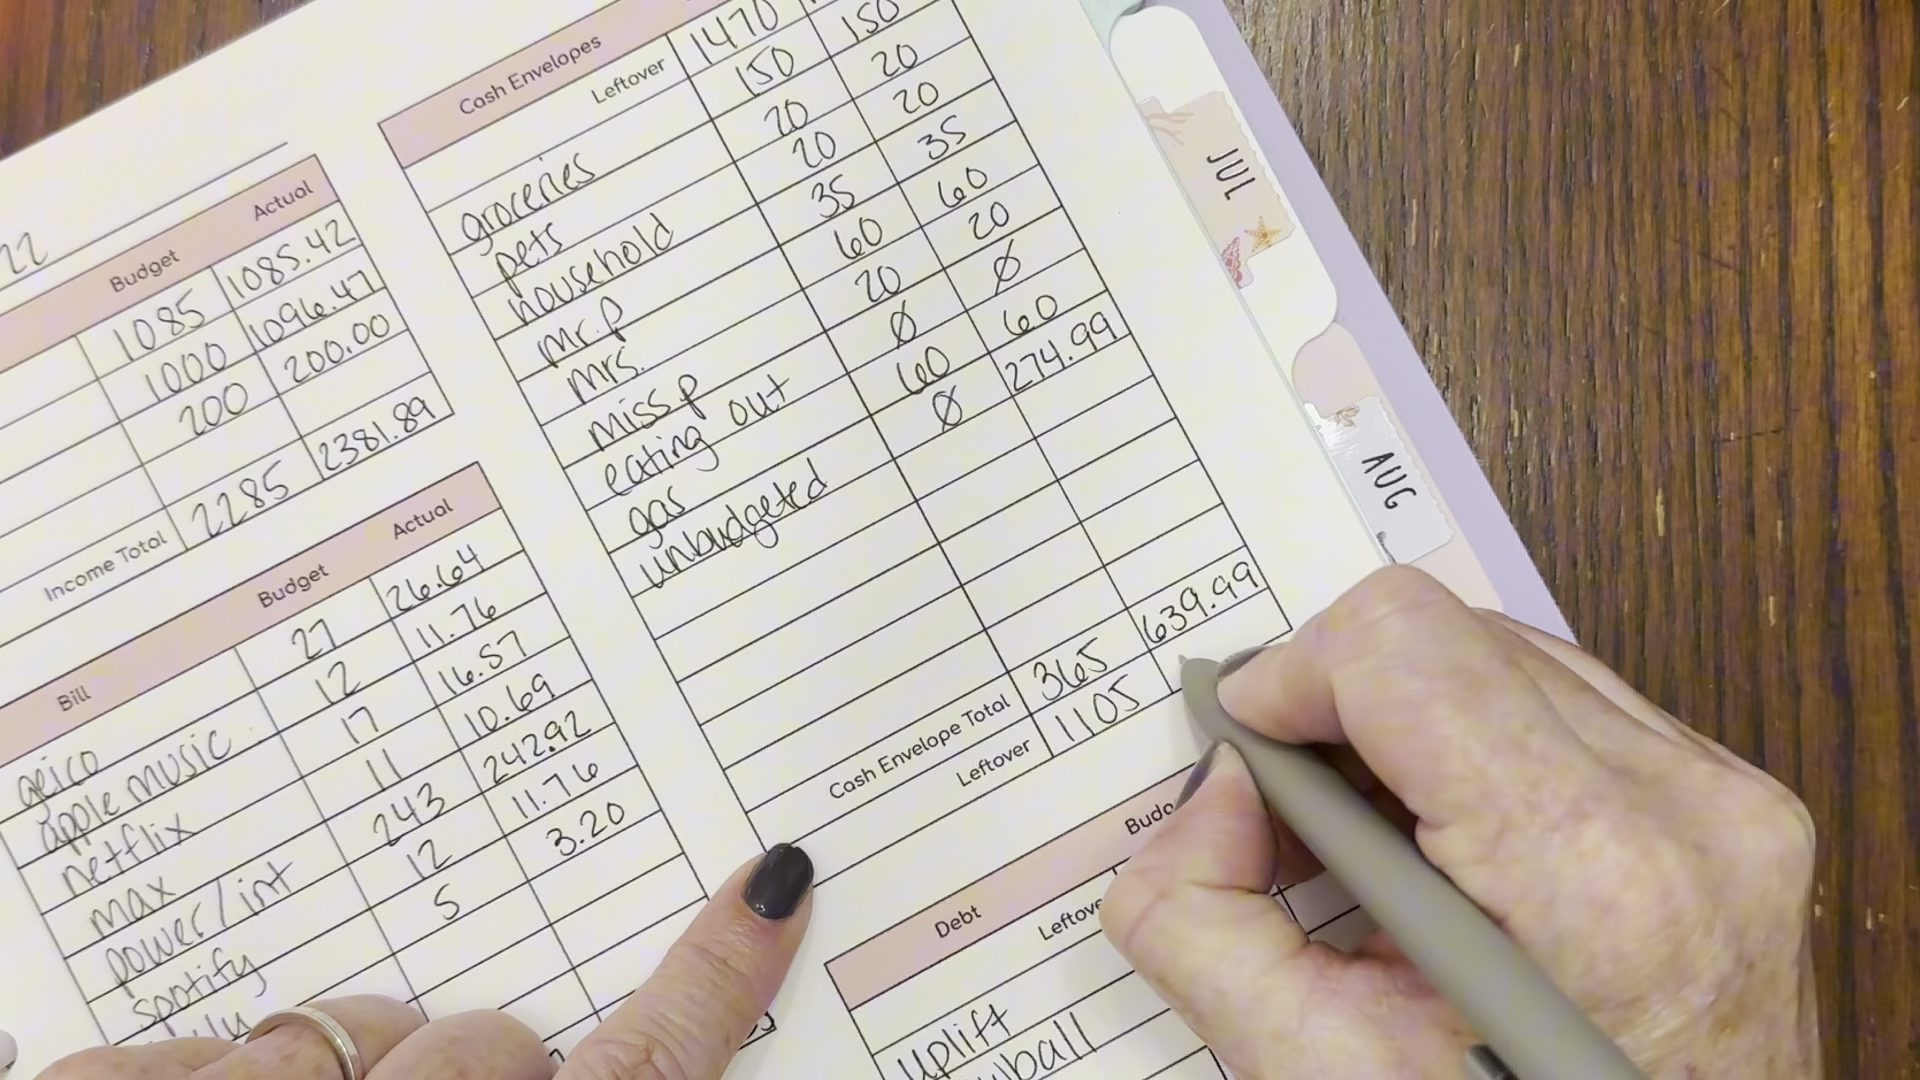 22
Budget Actual
1085 1085.42
1000 1096.47
200 200.00
Income Total 2285 2381.89
Bill Budget Actual
geico 27 26.64
apple music 12 11.76
netflix 17 16.57
max 11 10.69
power/int 243 242.92
spotify 12 11.76
5 3.20
Cash Envelopes
Leftover 1470
groceries 150 150
pets 20 20
household 20 20
mr. p 35 35
mrs. 60 60
miss p 20 20
eating out Ø Ø
gas 60 60
unbudgeted Ø 274.99
Cash Envelope Total 365 639.99
Leftover 1105
Debt
uplift
JUL
AUG